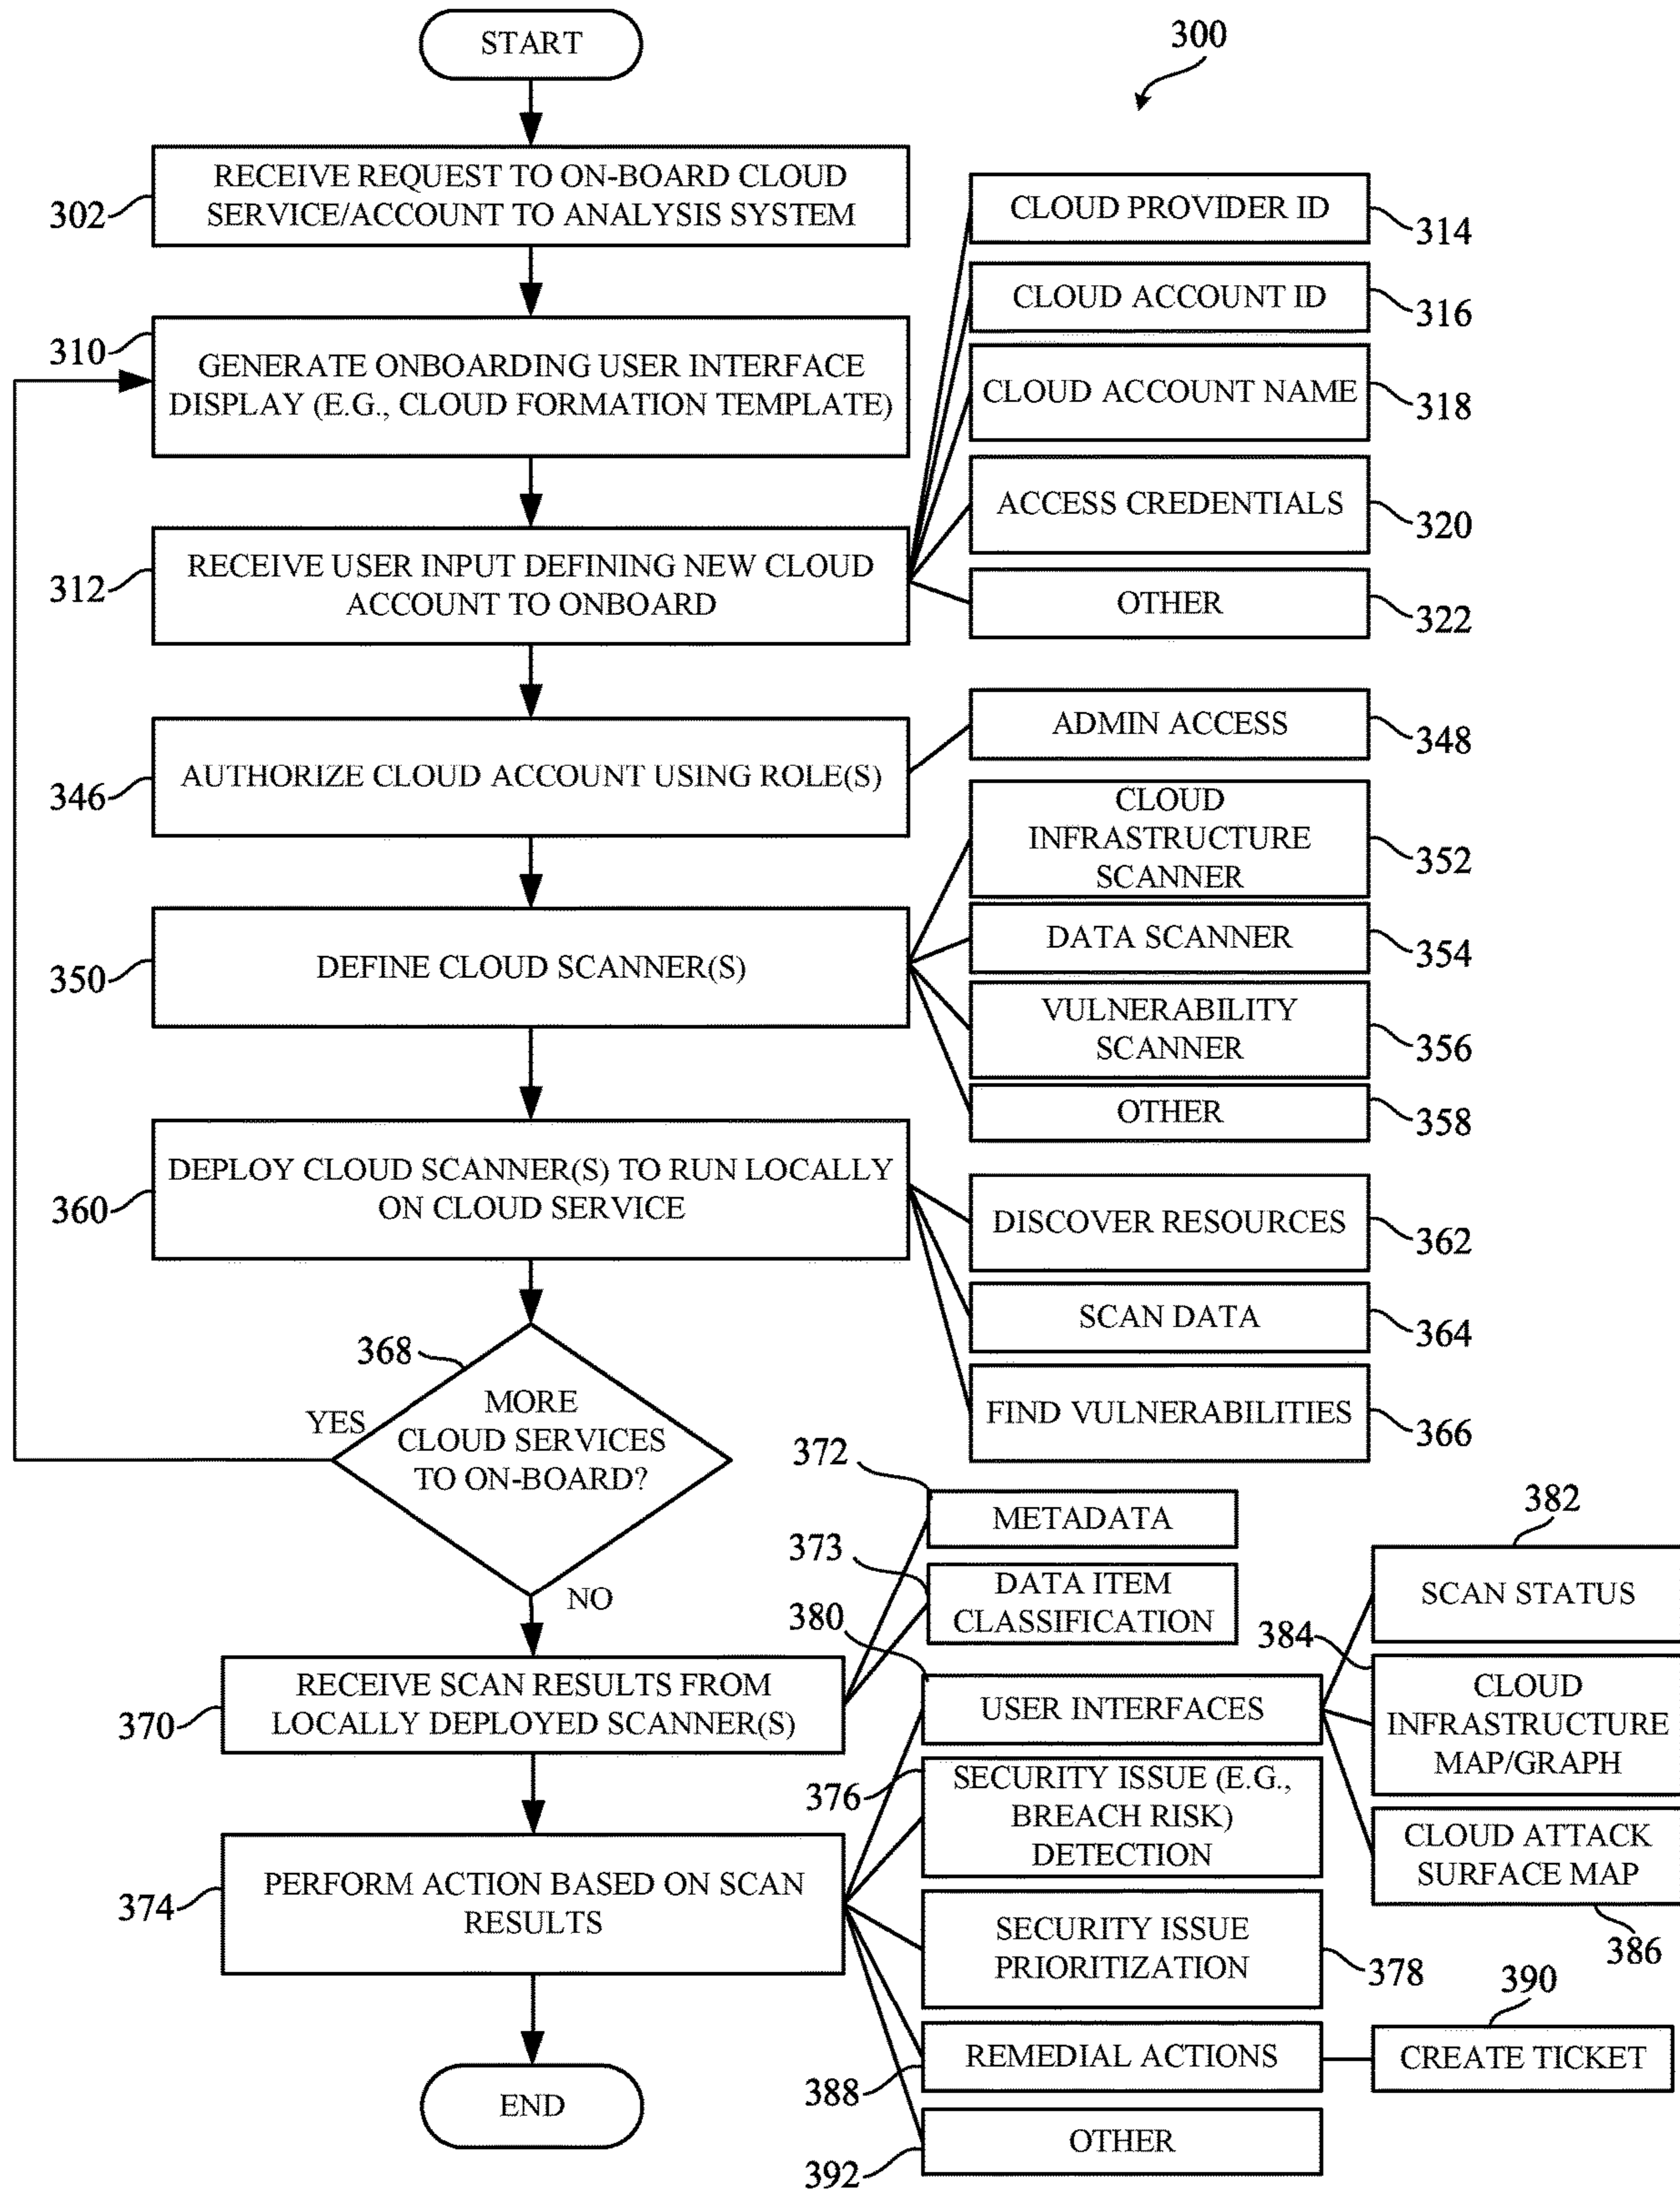 START
300
302
RECEIVE REQUEST TO ON-BOARD CLOUD
SERVICE/ACCOUNT TO ANALYSIS SYSTEM
310
GENERATE ONBOARDING USER INTERFACE
DISPLAY (E.G., CLOUD FORMATION TEMPLATE)
312
RECEIVE USER INPUT DEFINING NEW CLOUD
ACCOUNT TO ONBOARD
CLOUD PROVIDER ID
314
CLOUD ACCOUNT ID
316
CLOUD ACCOUNT NAME
318
ACCESS CREDENTIALS
320
OTHER
322
346
AUTHORIZE CLOUD ACCOUNT USING ROLE(S)
ADMIN ACCESS
348
350
DEFINE CLOUD SCANNER(S)
CLOUD
INFRASTRUCTURE
SCANNER
352
DATA SCANNER
354
VULNERABILITY
SCANNER
356
OTHER
358
360
DEPLOY CLOUD SCANNER(S) TO RUN LOCALLY
ON CLOUD SERVICE
DISCOVER RESOURCES
362
SCAN DATA
364
FIND VULNERABILITIES
366
368
MORE
CLOUD SERVICES
TO ON-BOARD?
YES
NO
370
RECEIVE SCAN RESULTS FROM
LOCALLY DEPLOYED SCANNER(S)
372
METADATA
373
DATA ITEM
CLASSIFICATION
374
PERFORM ACTION BASED ON SCAN
RESULTS
380
USER INTERFACES
382
SCAN STATUS
384
CLOUD
INFRASTRUCTURE
MAP/GRAPH
CLOUD ATTACK
SURFACE MAP
386
376
SECURITY ISSUE (E.G.,
BREACH RISK)
DETECTION
SECURITY ISSUE
PRIORITIZATION
378
388
REMEDIAL ACTIONS
390
CREATE TICKET
392
OTHER
END